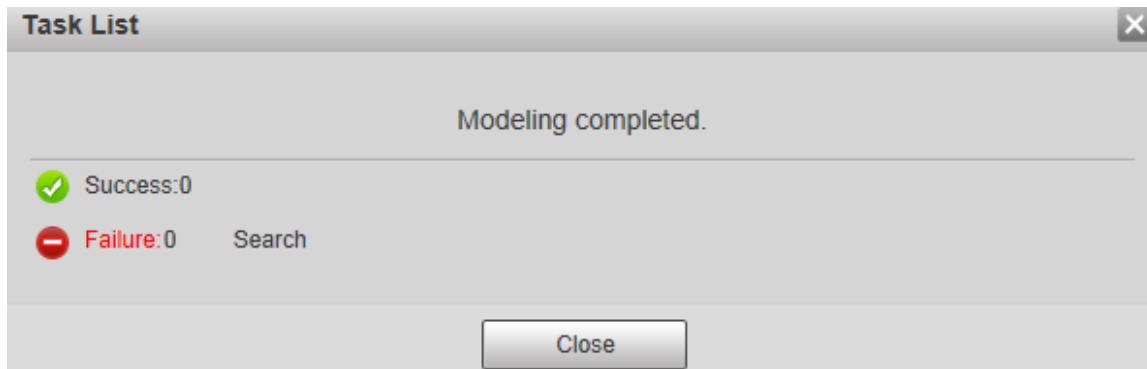 Task List
Modeling completed.
Success:0
Failure:0 Search
Close